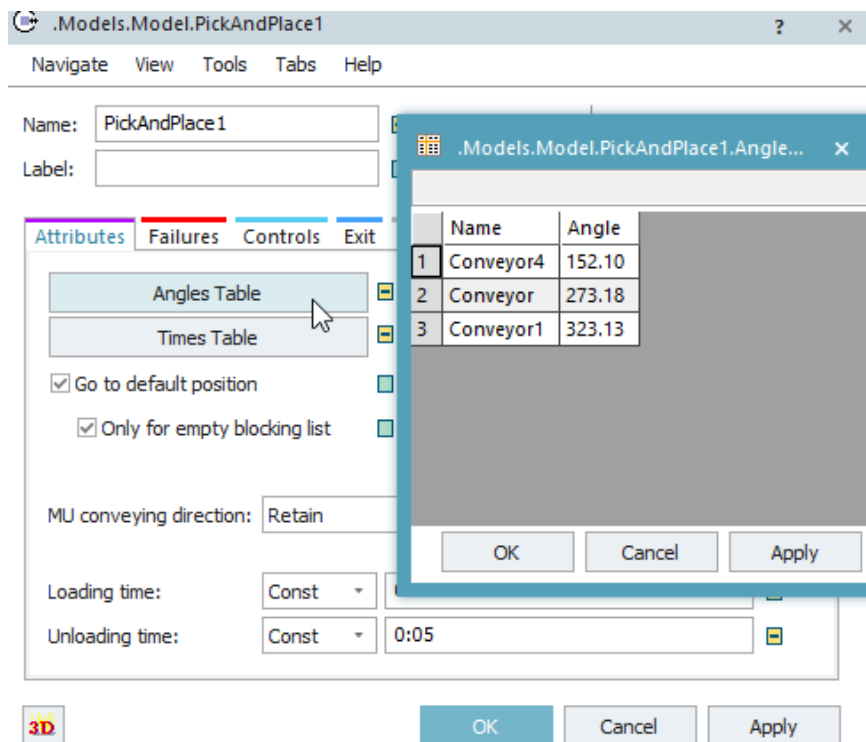 .Models.Model.PickAndPlace1 ? ×
Navigate View Tools Tabs Help
Name: PickAndPlace1
Label:
.Models.Model.PickAndPlace1.Angle... ×
Name Angle
1 Conveyor4 152.10
2 Conveyor 273.18
3 Conveyor1 323.13
OK Cancel Apply
Attributes Failures Controls Exit
Angles Table
Times Table
Go to default position
Only for empty blocking list
MU conveying direction: Retain
Loading time: Const
Unloading time: Const 0:05
3D OK Cancel Apply